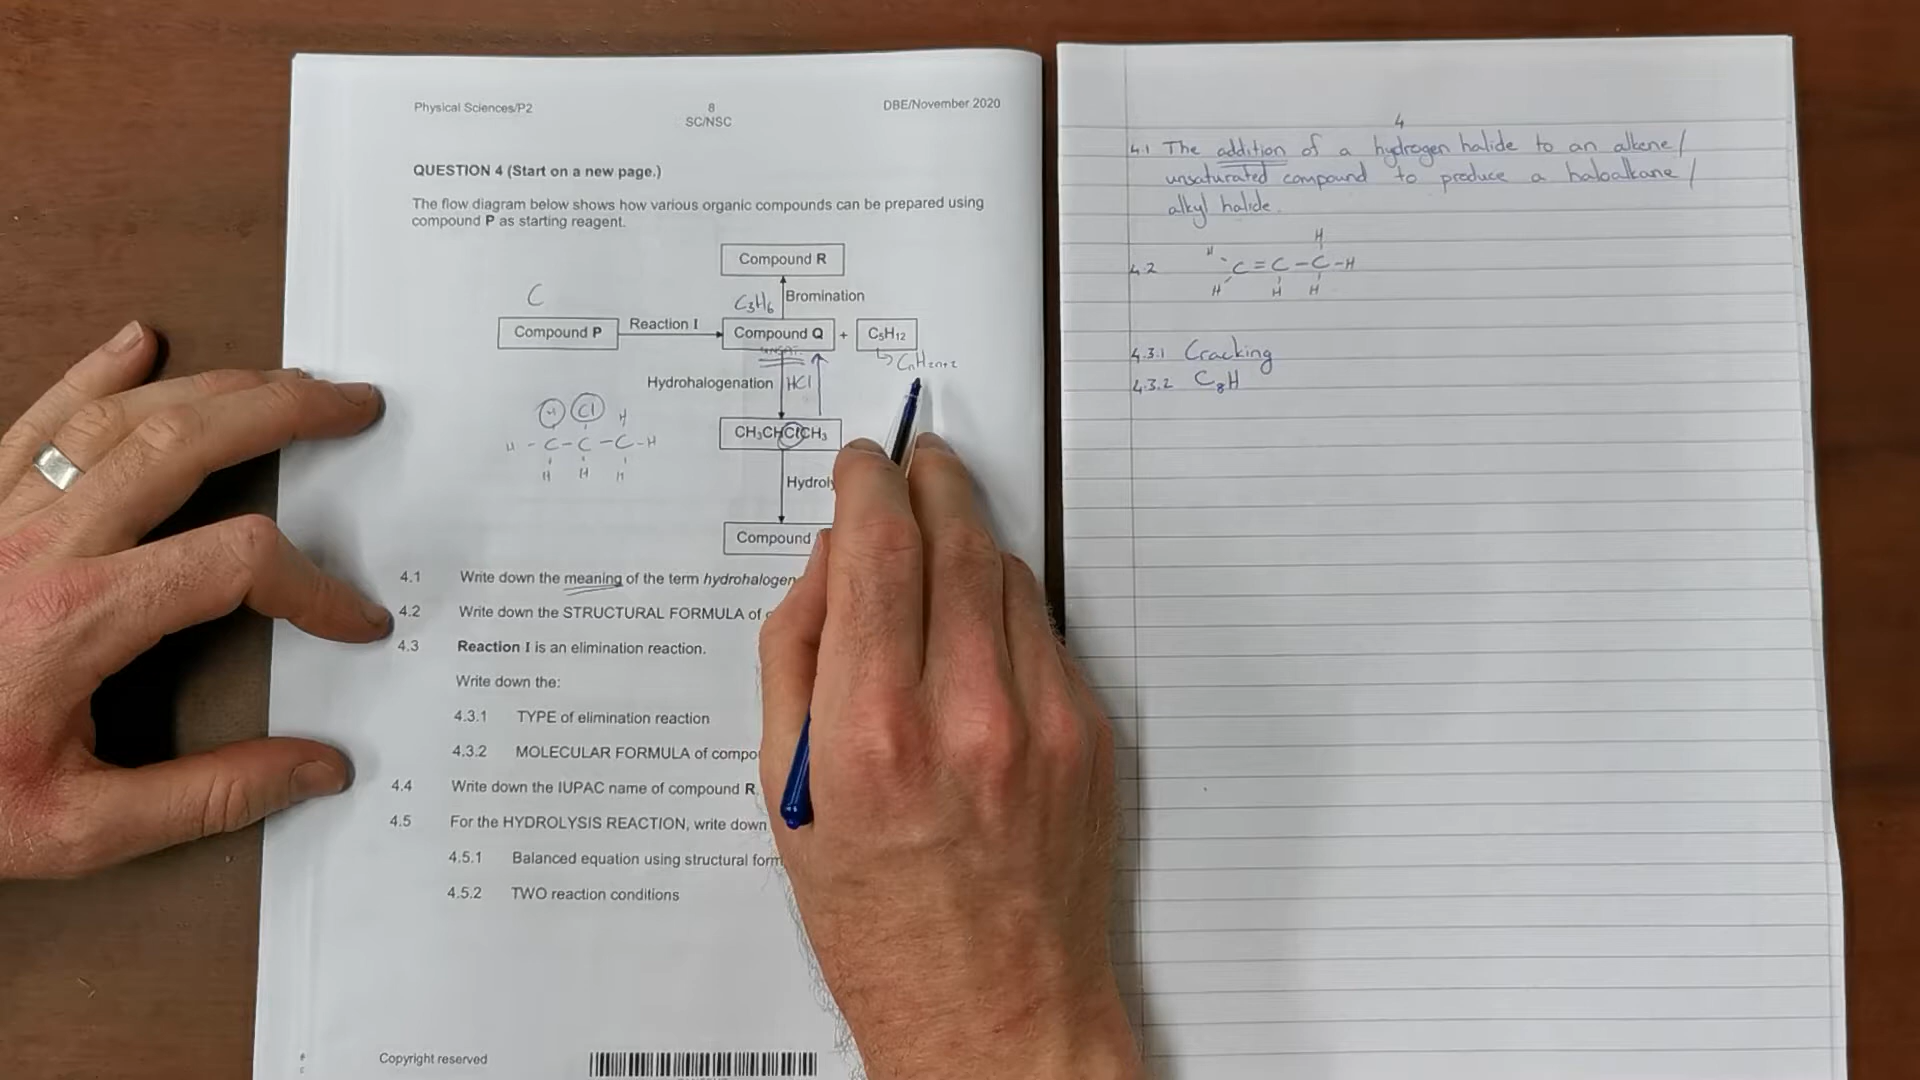 Physical Sciences/P2
8
DBE/November 2020
SC/NSC
QUESTION 4 (Start on a new page.)
The flow diagram below shows how various organic compounds can be prepared using
compound P as starting reagent.
Compound R
C
C₃H₆
Bromination
Compound P
Reaction I
Compound Q
+
C₅H₁₂
CₙH₂ₙ₊₂
Hydrohalogenation
HCl
H Cl H
H - C - C - C - H
H H H
CH₃CHClCH₃
Compound
4.1 Write down the meaning of the term
4.2 Write down the STRUCTURAL FORMULA of
4.3 Reaction I is an elimination reaction.
Write down the:
4.3.1 TYPE of elimination reaction
4.3.2 MOLECULAR FORMULA of
4.4 Write down the IUPAC name of compound R
4.5 For the HYDROLYSIS REACTION, write down
4.5.1 Balanced equation using structural
4.5.2 TWO reaction conditions
Copyright reserved
4
4.1 The addition of a hydrogen halide to an alkene/
unsaturated compound to produce a haloalkane/
alkyl halide.
H
4.2 H C = C - C - H
H H H
4.3.1 Cracking
4.3.2 C₈H